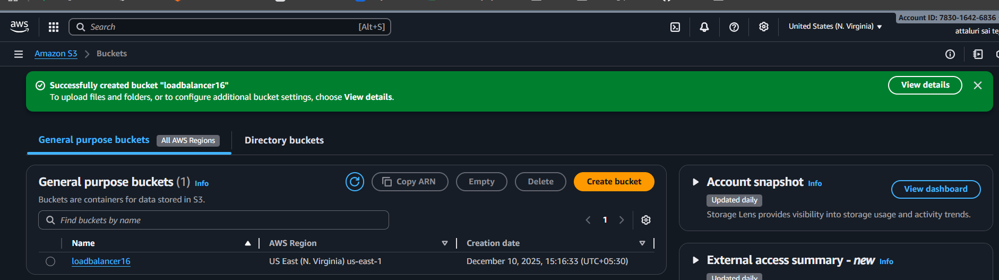 aws
Search [Alt+S]
United States (N. Virginia)
Account ID: 7830-1642-6836
attaluri sai
Amazon S3 > Buckets
Successfully created bucket "loadbalancer16"
To upload files and folders, or to configure additional bucket settings, choose View details.
View details
General purpose buckets All AWS Regions
Directory buckets
General purpose buckets (1) Info
Copy ARN
Empty
Delete
Create bucket
Buckets are containers for data stored in S3.
Find buckets by name
1
Name AWS Region Creation date
loadbalancer16 US East (N. Virginia) us-east-1 December 10, 2025, 15:16:33 (UTC+05:30)
Account snapshot Info
View dashboard
Updated daily
Storage Lens provides visibility into storage usage and activity trends.
External access summary - new Info
Updated daily